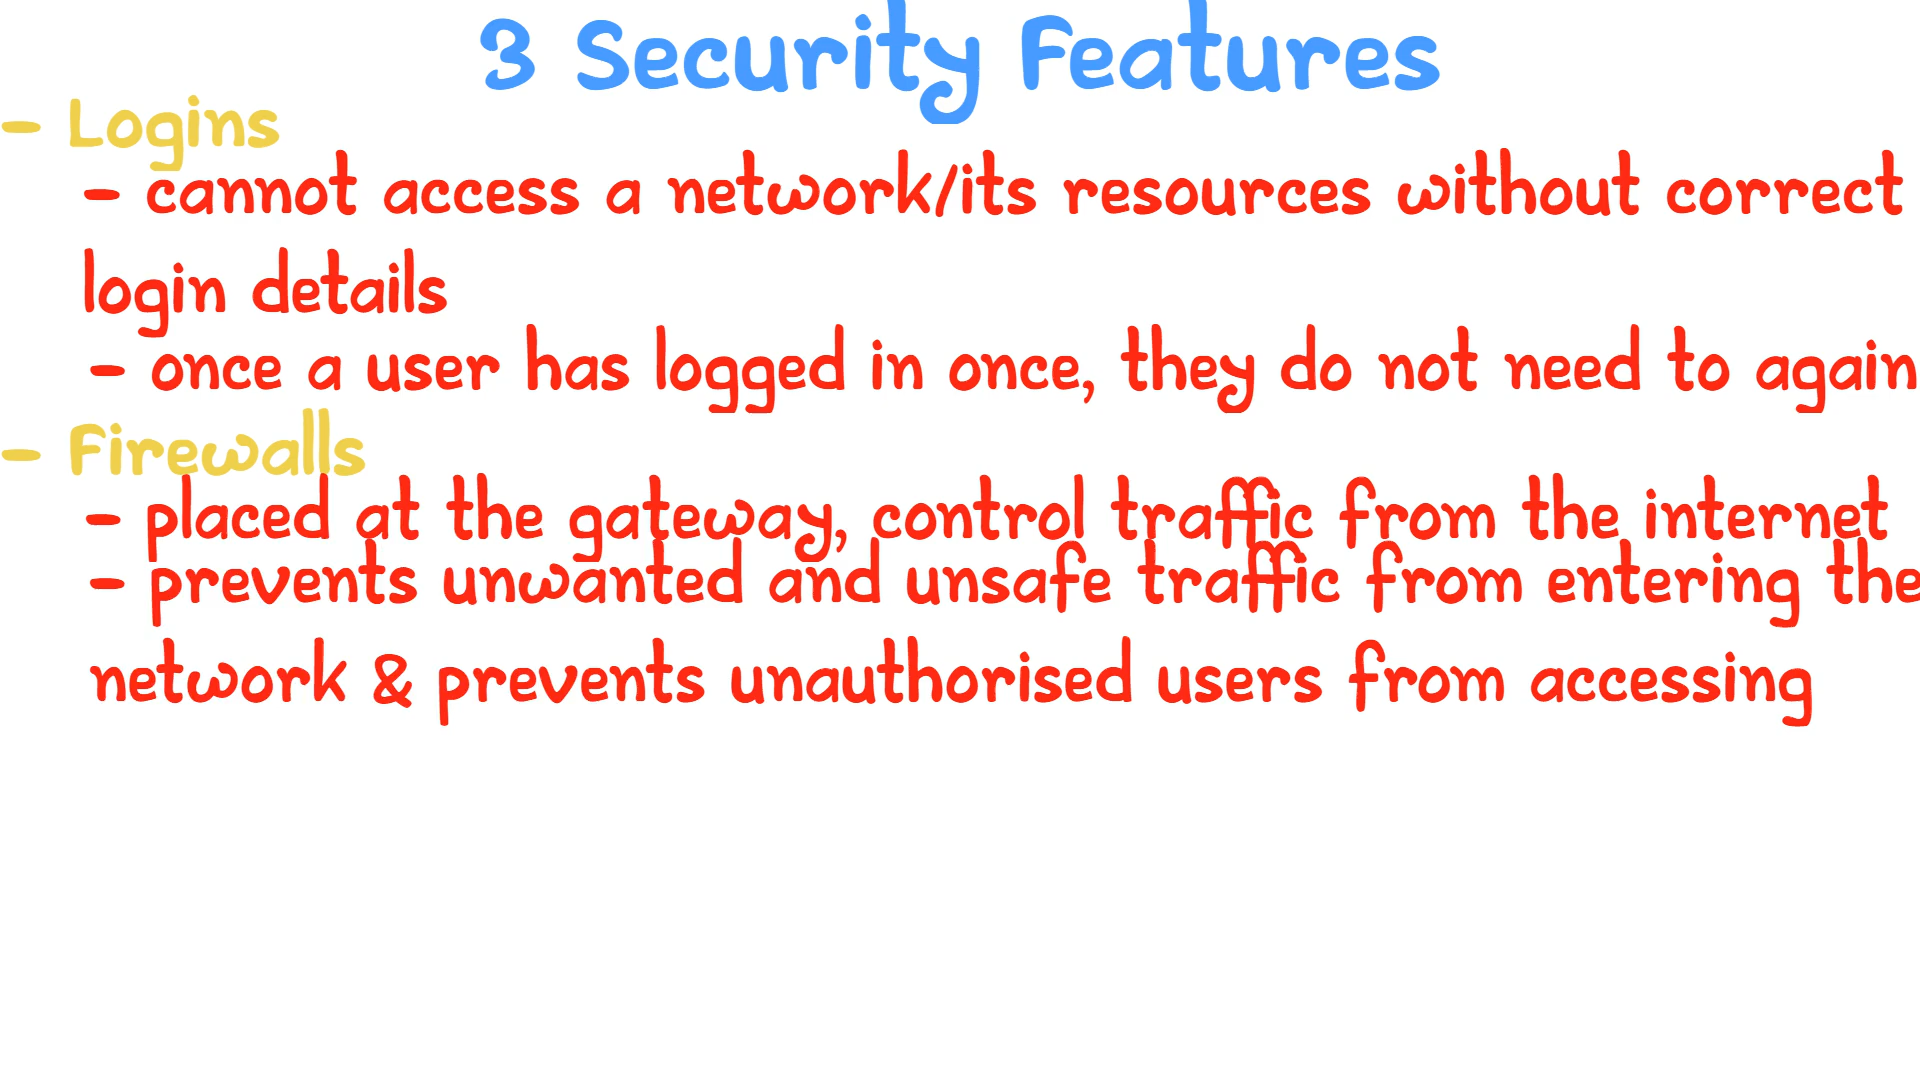 3 Security Features
- Logins
- cannot access a network/its resources without correct
login details
- once a user has logged in once, they do not need to again
- Firewalls
- placed at the gateway, control traffic from the internet
- prevents unwanted and unsafe traffic from entering the
network & prevents unauthorised users from accessing